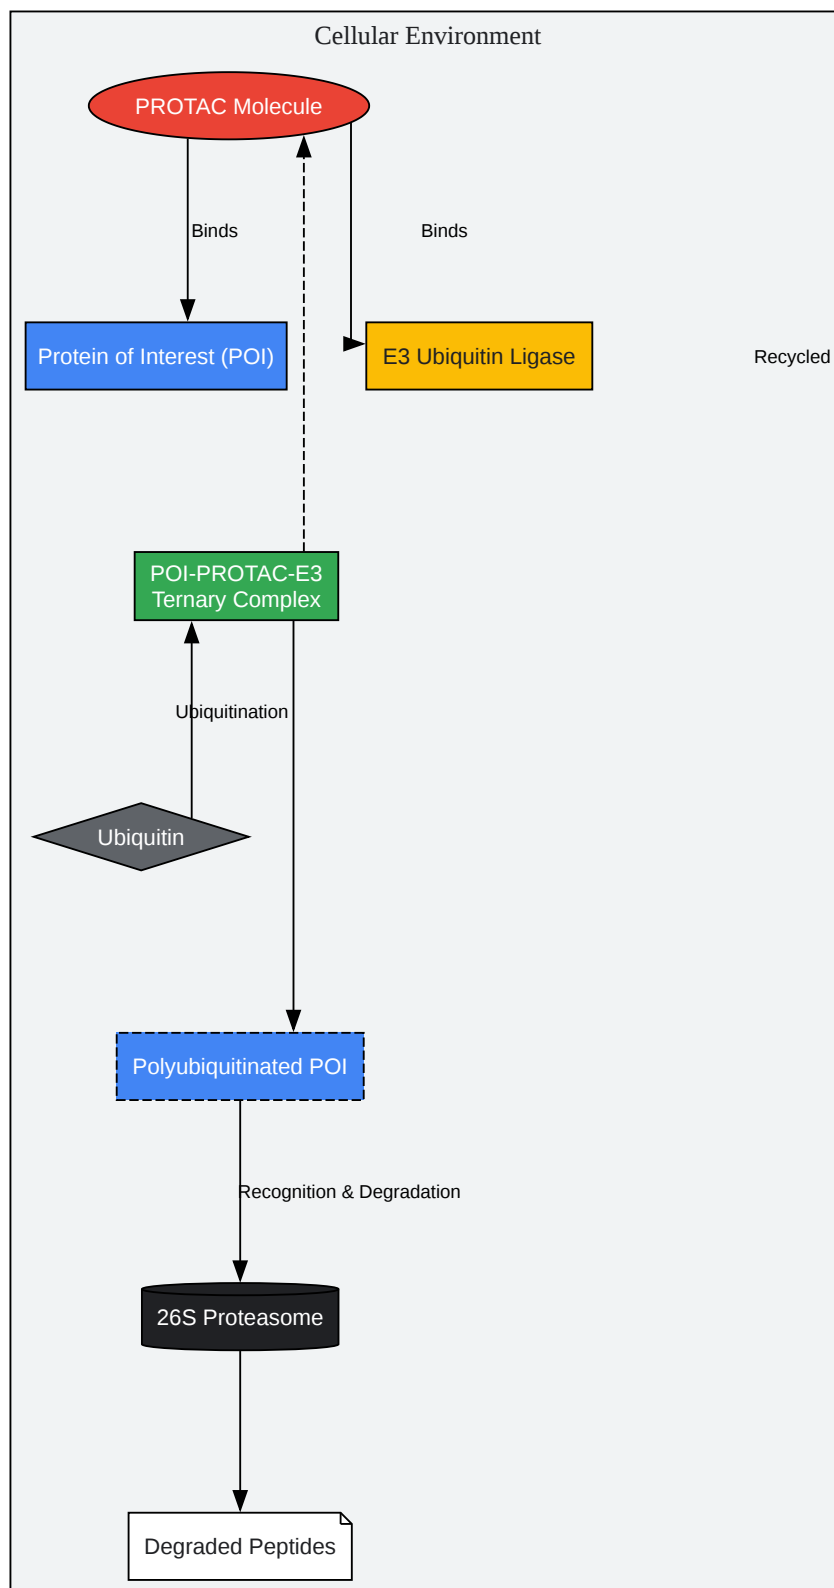 Cellular Environment
PROTAC Molecule
Binds
Binds
Protein of Interest (POI)
E3 Ubiquitin Ligase
Recycled
POI-PROTAC-E3
Ternary Complex
Ubiquitination
Ubiquitin
Polyubiquitinated POI
Recognition & Degradation
26S Proteasome
Degraded Peptides